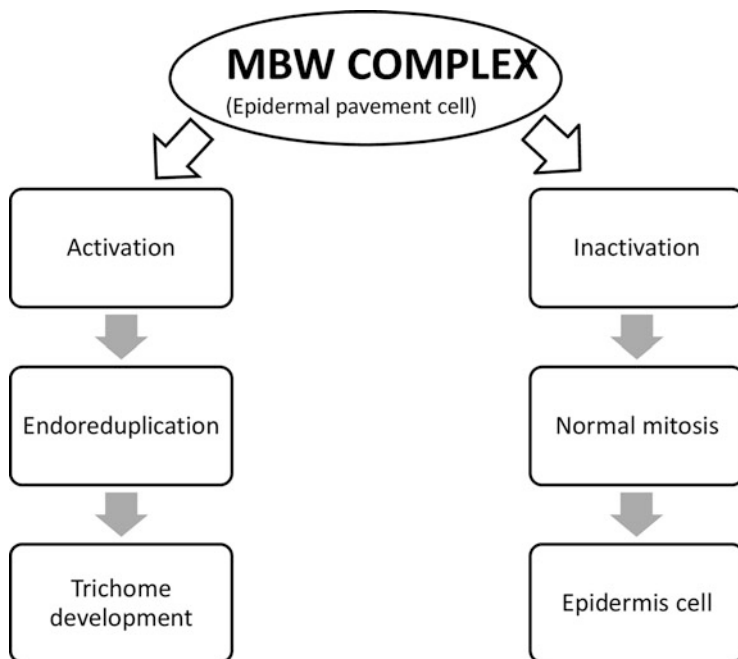 MBW COMPLEX
(Epidermal pavement cell)
Activation
Inactivation
Endoreduplication
Normal mitosis
Trichome
development
Epidermis cell